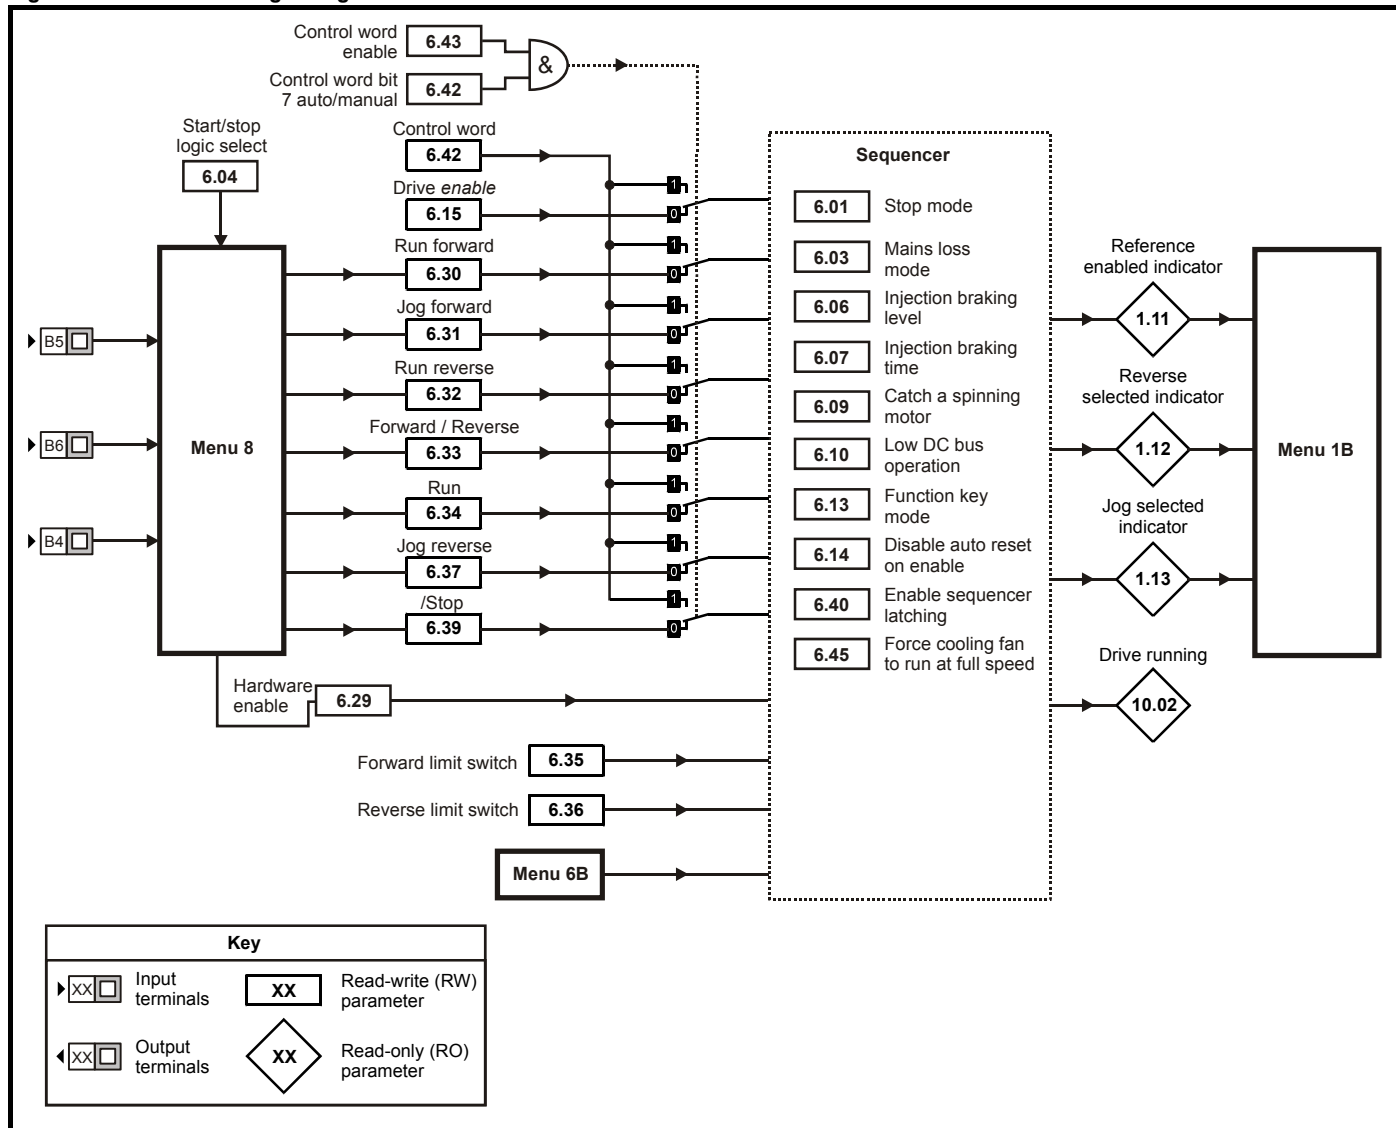 Control word
enable
6.43
&
Control word bit
7 auto/manual
6.42
Start/stop
logic select
6.04
Control word
6.42
Drive enable
6.15
Run forward
6.30
Jog forward
6.31
Run reverse
6.32
Forward / Reverse
6.33
Run
6.34
Jog reverse
6.37
/Stop
6.39
1
0
1
0
1
0
1
0
1
0
1
0
1
0
1
0
B5
B6
B4
Menu 8
Hardware
enable
6.29
Forward limit switch
6.35
Reverse limit switch
6.36
Menu 6B
Sequencer
6.01
Stop mode
6.03
Mains loss
mode
6.06
Injection braking
level
6.07
Injection braking
time
6.09
Catch a spinning
motor
6.10
Low DC bus
operation
6.13
Function key
mode
6.14
Disable auto reset
on enable
6.40
Enable sequencer
latching
6.45
Force cooling fan
to run at full speed
Reference
enabled indicator
1.11
Reverse
selected indicator
1.12
Jog selected
indicator
1.13
Drive running
10.02
Menu 1B
Key
XX
Input
terminals
XX
Read-write (RW)
parameter
XX
Output
terminals
XX
Read-only (RO)
parameter